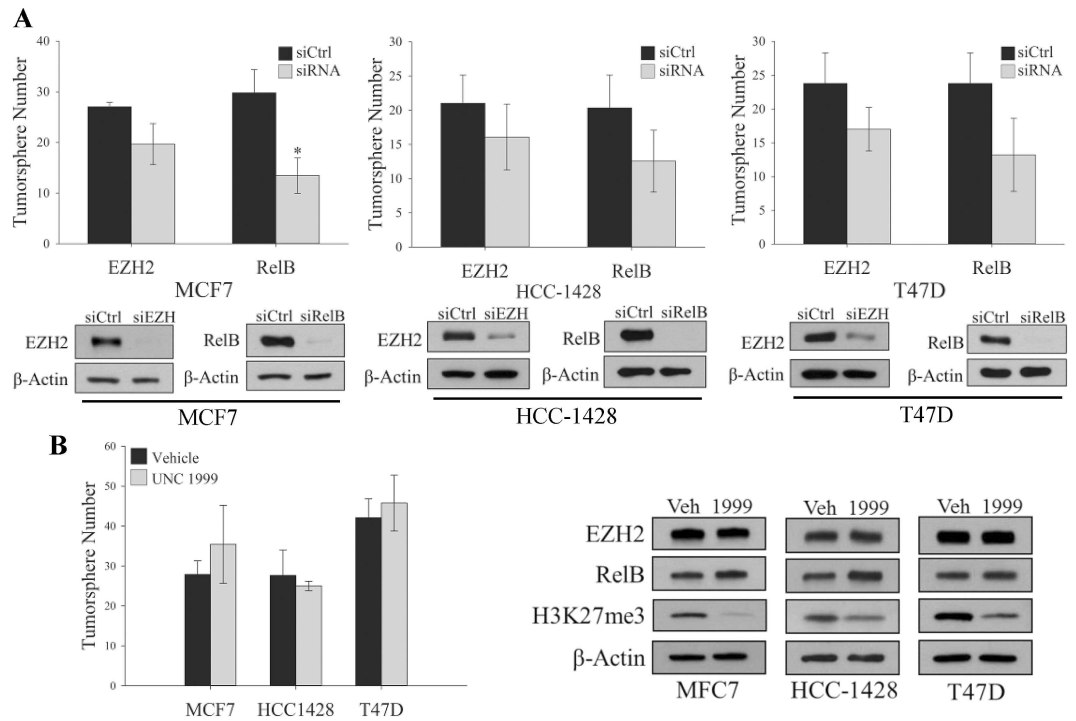 A
40
30
20
10
0
Tumorsphere Number
siCtrl
siRNA
*
EZH2 RelB
MCF7
30
25
20
15
10
5
0
Tumorsphere Number
siCtrl
siRNA
EZH2 RelB
HCC-1428
30
25
20
15
10
5
0
Tumorsphere Number
siCtrl
siRNA
EZH2 RelB
T47D
siCtrl siEZH
EZH2
β-Actin
siCtrl siRelB
RelB
β-Actin
MCF7
siCtrl siEZH
EZH2
β-Actin
siCtrl siRelB
RelB
β-Actin
HCC-1428
siCtrl siRelB
EZH2
β-Actin
siCtrl siRelB
RelB
β-Actin
T47D
B
60
50
40
30
20
10
0
Tumorsphere Number
Vehicle
UNC 1999
MCF7 HCC1428 T47D
Veh 1999 Veh 1999 Veh 1999
EZH2
RelB
H3K27me3
β-Actin
MFC7 HCC-1428 T47D